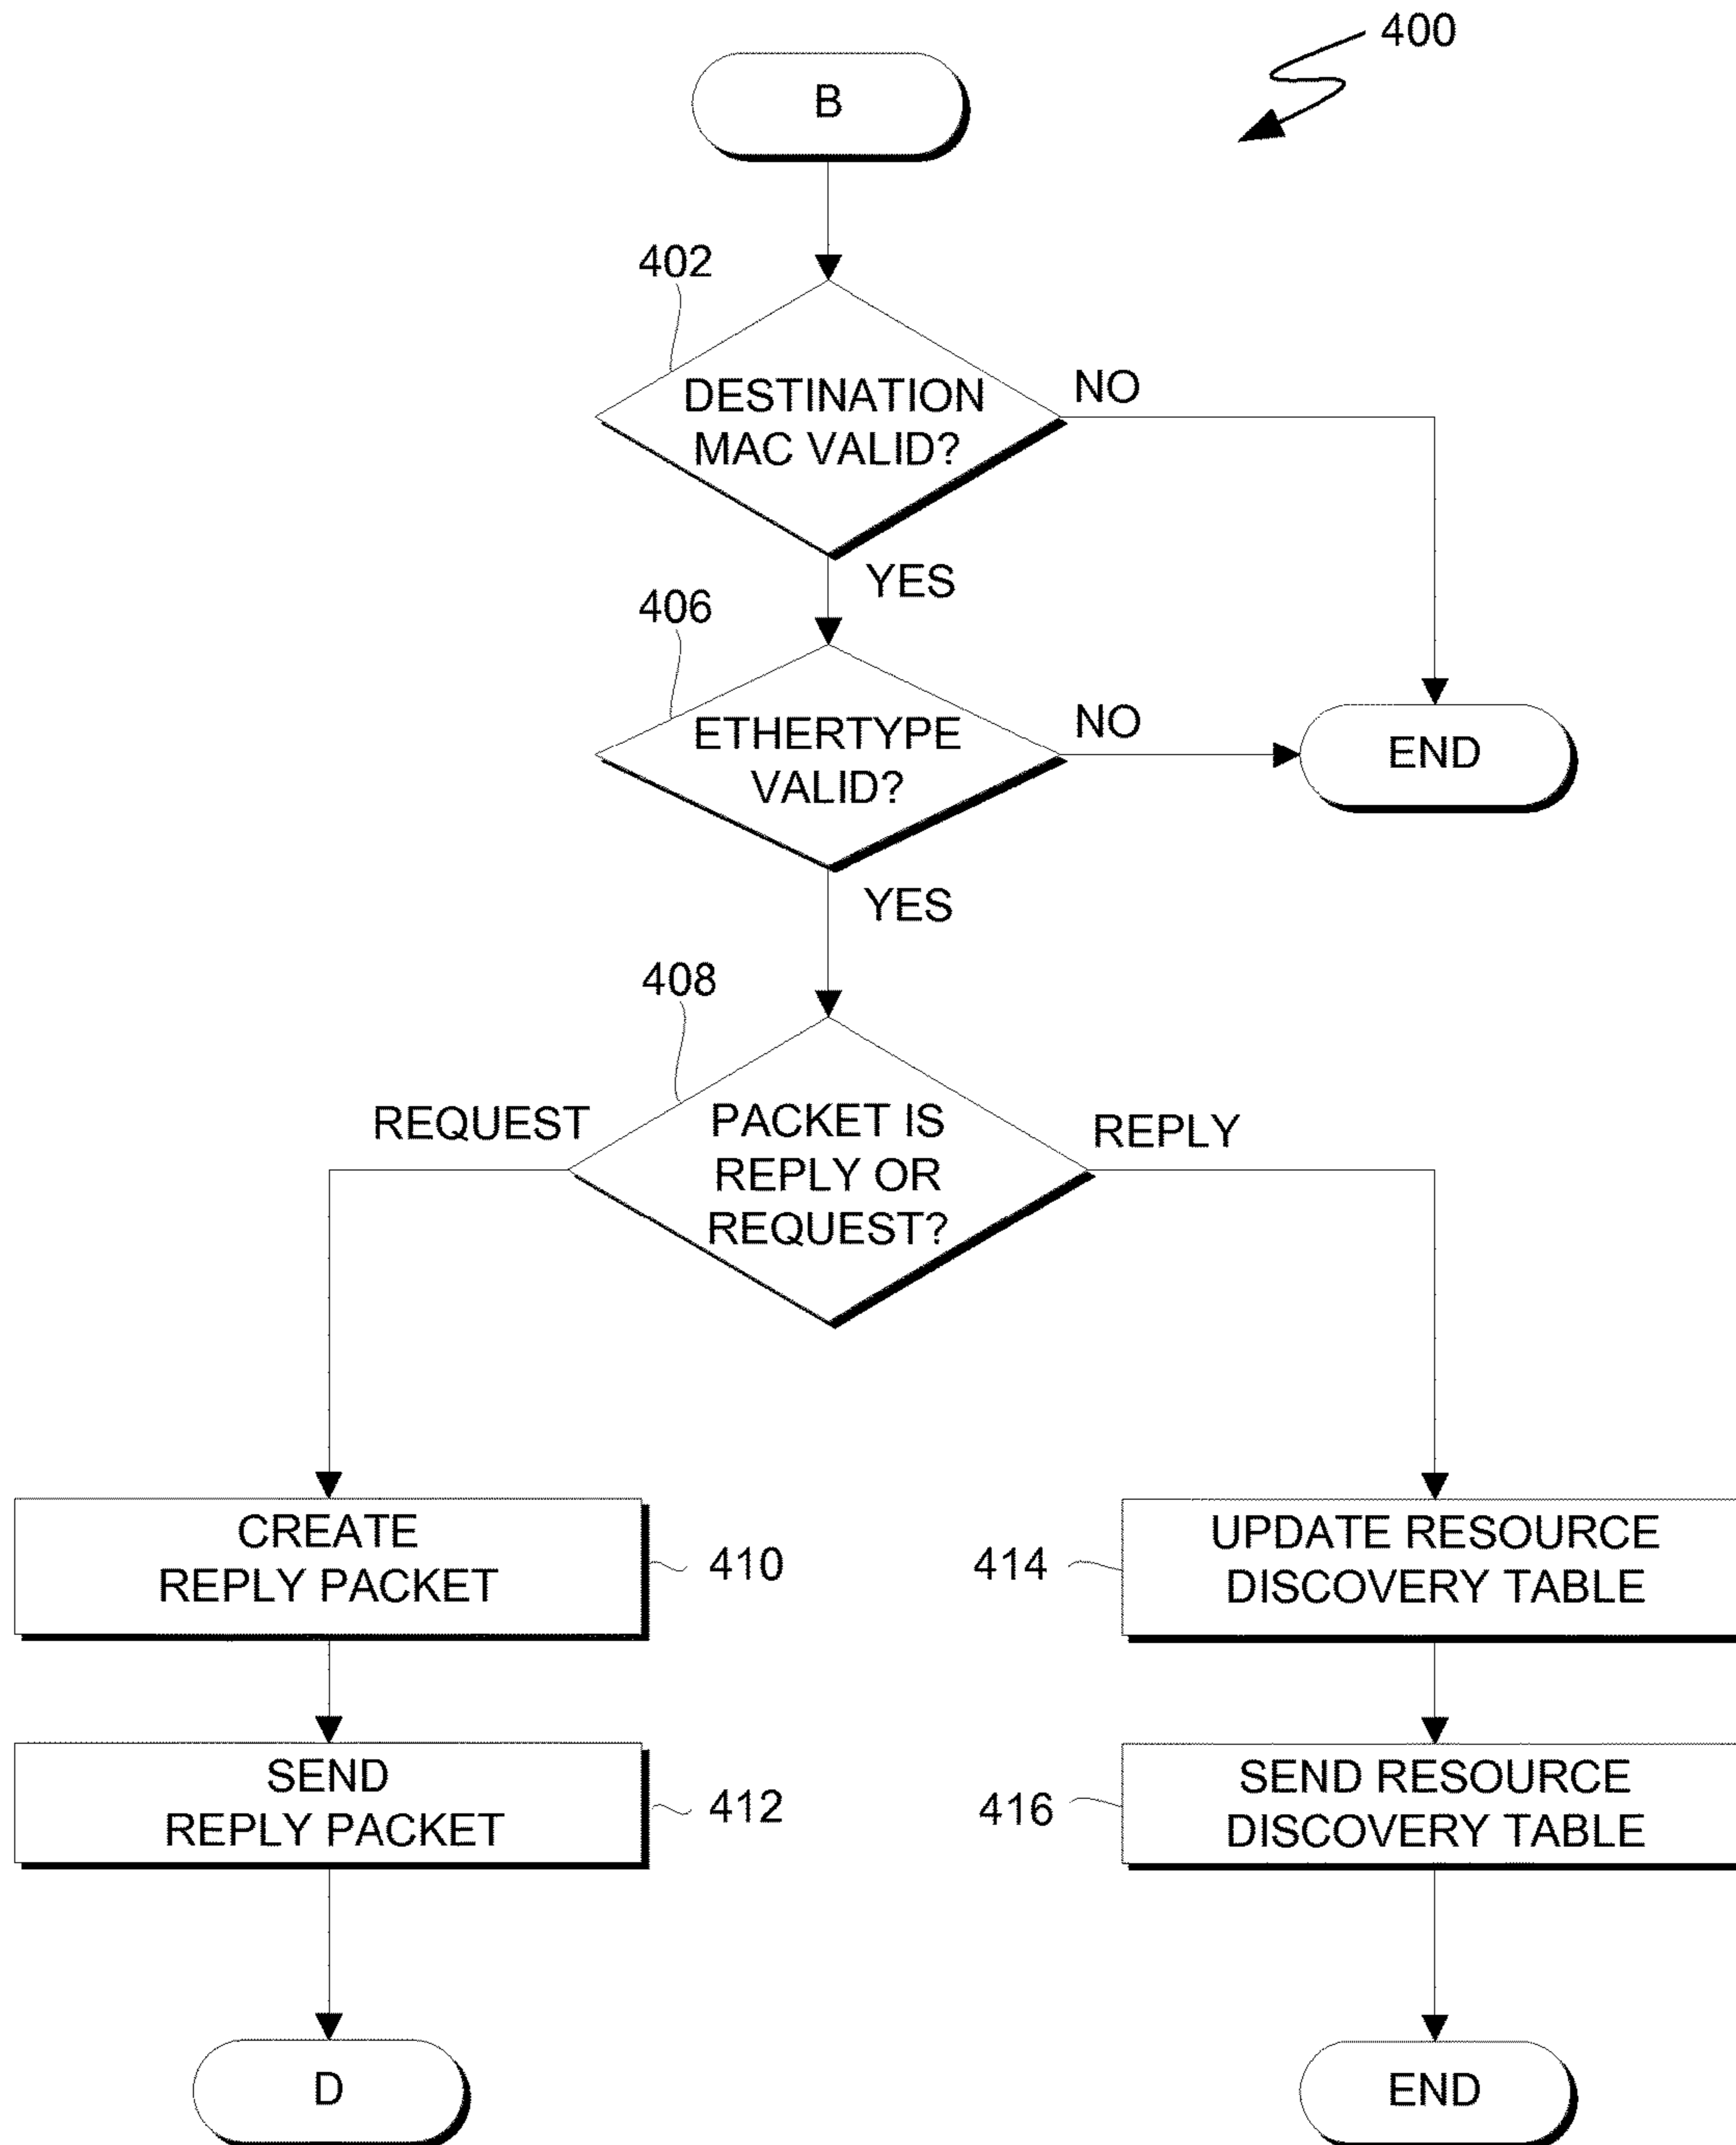 400
B
402
DESTINATION
MAC VALID?
NO
YES
406
ETHERTYPE
VALID?
NO
END
YES
408
REQUEST
PACKET IS
REPLY OR
REQUEST?
REPLY
CREATE
REPLY PACKET
410
414
UPDATE RESOURCE
DISCOVERY TABLE
SEND
REPLY PACKET
412
416
SEND RESOURCE
DISCOVERY TABLE
D
END